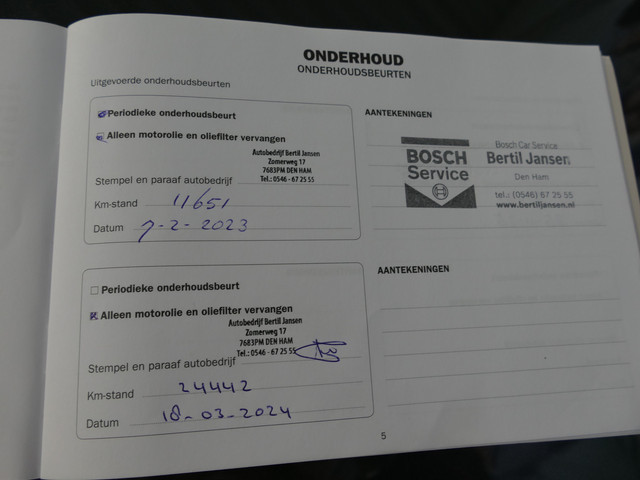 ONDERHOUD
ONDERHOUDSBEURTEN
Uitgevoerde onderhoudsbeurten
Periodieke onderhoudsbeurt
Alleen motorolie en oliefilter vervangen
Autobedrijf Bertil Jansen
Zomerweg 17
7683PM DEN HAM
Tel.: 0546 - 67 25 55
Stempel en paraaf autobedrijf
Km-stand 11651
Datum 7-2-2023
AANTEKENINGEN
BOSCH
Service
Bosch Car Service
Bertil Jansen
Den Ham
tel.: (0546) 67 25 55
www.bertiljansen.nl
Periodieke onderhoudsbeurt
Alleen motorolie en oliefilter vervangen
Autobedrijf Bertil Jansen
Zomerweg 17
7683PM DEN HAM
Tel.: 0546 - 67 25 55
Stempel en paraaf autobedrijf
Km-stand 24442
Datum 18-03-2024
AANTEKENINGEN
5